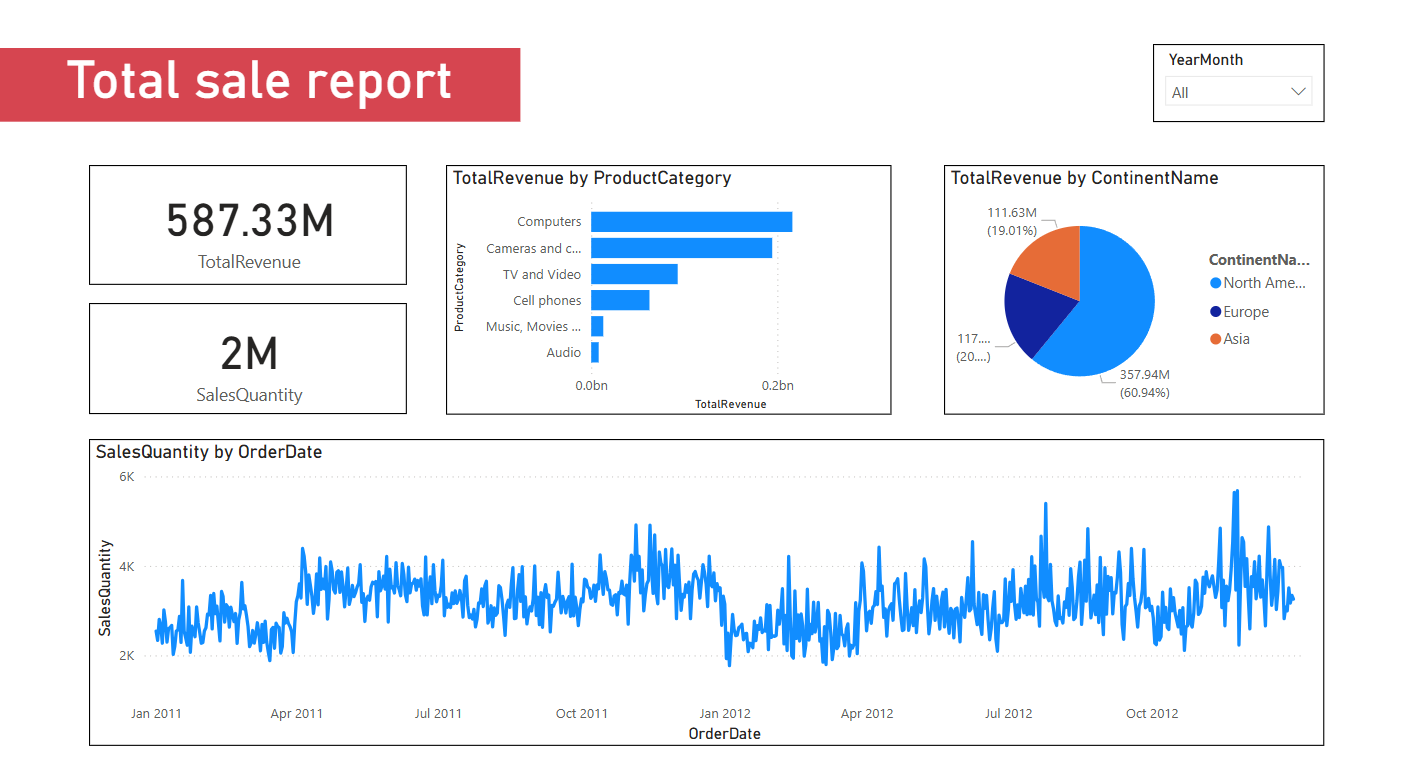 Total sale report
YearMonth
All
587.33M
TotalRevenue
2M
SalesQuantity
TotalRevenue by ProductCategory
ProductCategory
Computers
Cameras and c...
TV and Video
Cell phones
Music, Movies ...
Audio
0.0bn 0.2bn
TotalRevenue
TotalRevenue by ContinentName
111.63M
(19.01%)
117....
(20....)
357.94M
(60.94%)
ContinentNa...
North Ame...
Europe
Asia
SalesQuantity by OrderDate
SalesQuantity
6K
4K
2K
Jan 2011 Apr 2011 Jul 2011 Oct 2011 Jan 2012 Apr 2012 Jul 2012 Oct 2012
OrderDate